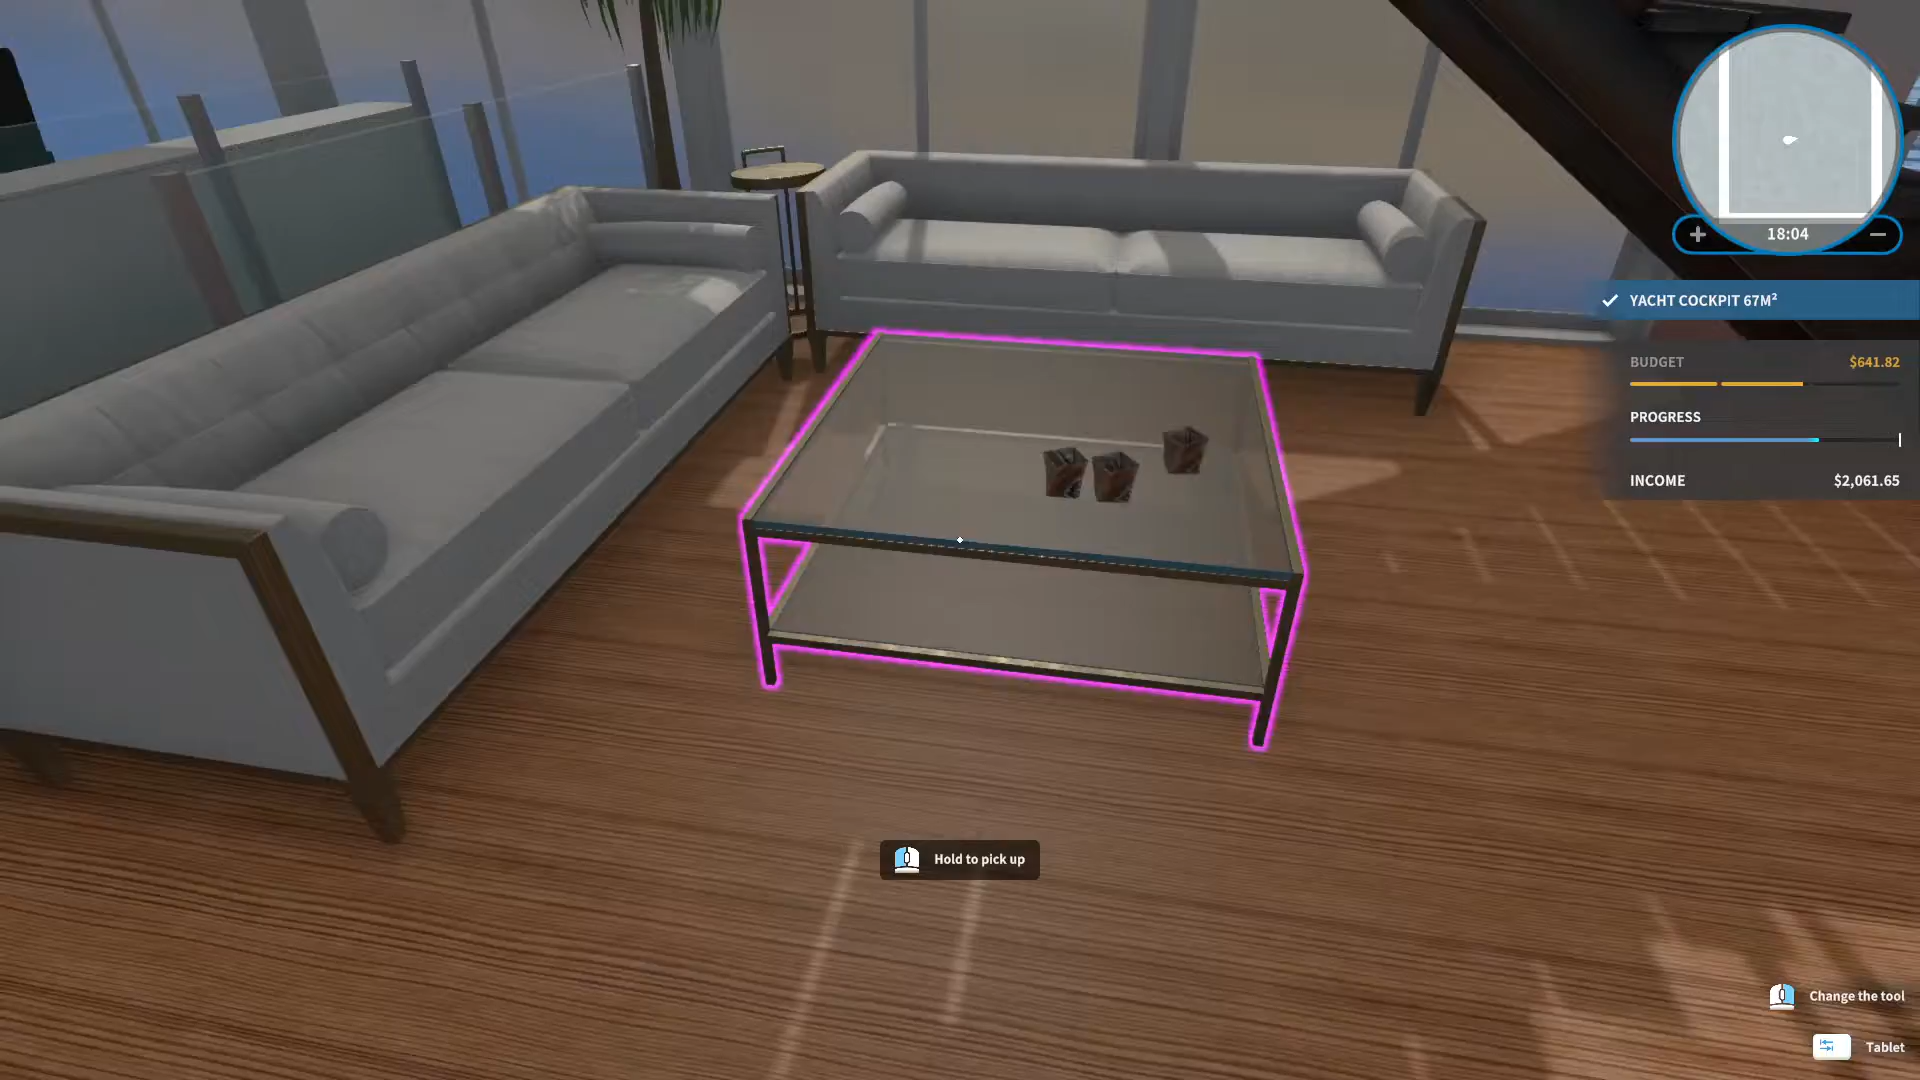 18:04
YACHT COCKPIT 67M²
BUDGET $641.82
PROGRESS
INCOME $2,061.65
Hold to pick up
Change the tool
Tablet